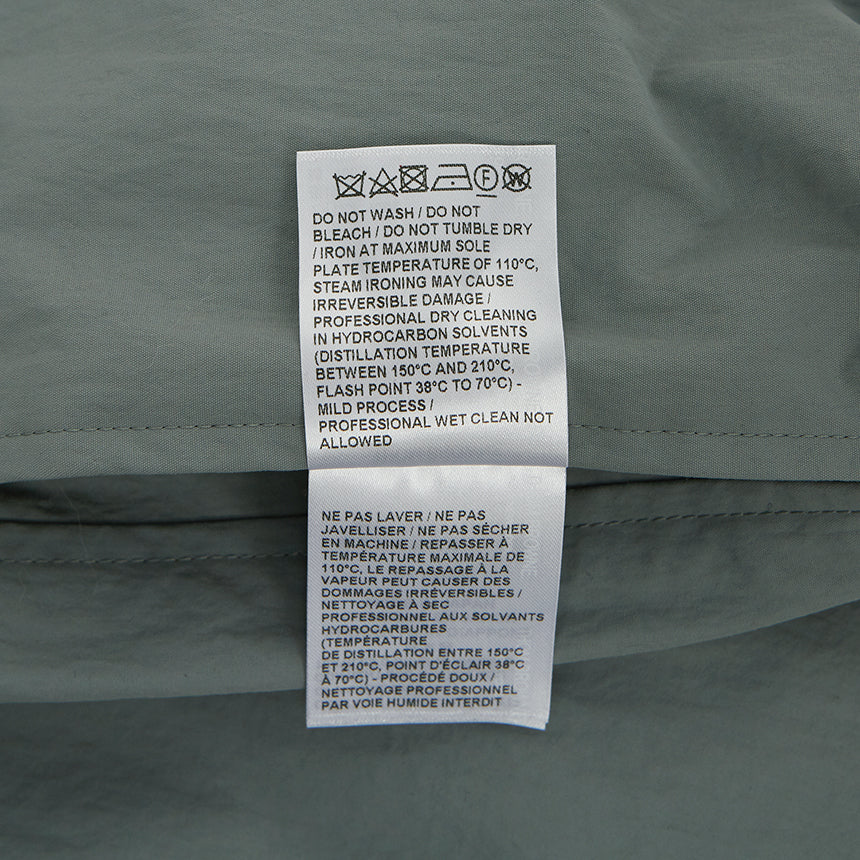 F W
DO NOT WASH / DO NOT
BLEACH / DO NOT TUMBLE DRY
/ IRON AT MAXIMUM SOLE
PLATE TEMPERATURE OF 110°C,
STEAM IRONING MAY CAUSE
IRREVERSIBLE DAMAGE /
PROFESSIONAL DRY CLEANING
IN HYDROCARBON SOLVENTS
(DISTILLATION TEMPERATURE
BETWEEN 150°C AND 210°C,
FLASH POINT 38°C TO 70°C) -
MILD PROCESS /
PROFESSIONAL WET CLEAN NOT
ALLOWED
NE PAS LAVER / NE PAS
JAVELLISER / NE PAS SÉCHER
EN MACHINE / REPASSER À
TEMPÉRATURE MAXIMALE DE
110°C, LE REPASSAGE À LA
VAPEUR PEUT CAUSER DES
DOMMAGES IRRÉVERSIBLES /
NETTOYAGE À SEC
PROFESSIONNEL AUX SOLVANTS
HYDROCARBURES
(TEMPÉRATURE
DE DISTILLATION ENTRE 150°C
ET 210°C, POINT D'ÉCLAIR 38°C
À 70°C) - PROCÉDÉ DOUX /
NETTOYAGE PROFESSIONNEL
PAR VOIE HUMIDE INTERDIT